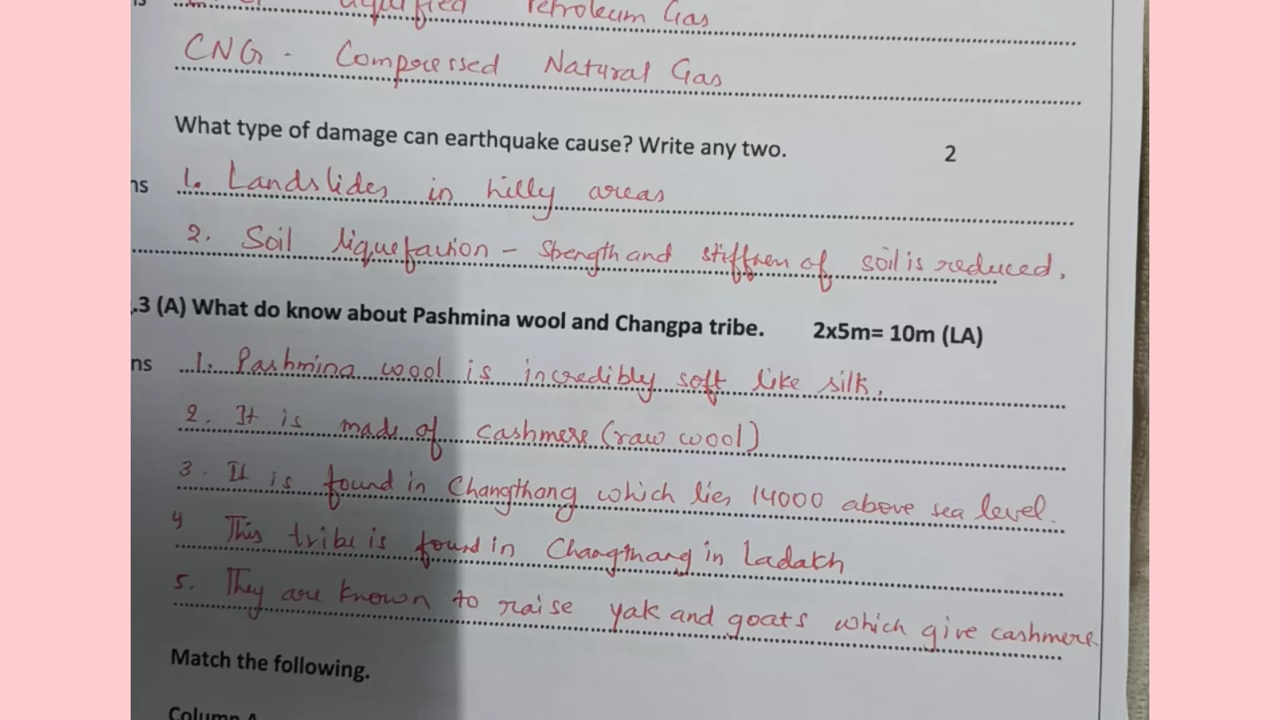 Liquified Petroleum Gas
CNG - Compressed Natural Gas
What type of damage can earthquake cause? Write any two. 2
ns 1. Landslides in hilly areas
2. Soil liquefaction - Strength and stiffness of soil is reduced.
.3 (A) What do know about Pashmina wool and Changpa tribe. 2x5m= 10m (LA)
ns 1. Pashmina wool is incredibly soft like silk.
2. It is made of cashmere (raw wool)
3. It is found in Changthang which lies 14000 above sea level.
4 This tribe is found in Changthang in Ladakh
5. They are known to raise yak and goats which give cashmere
Match the following.
Column A